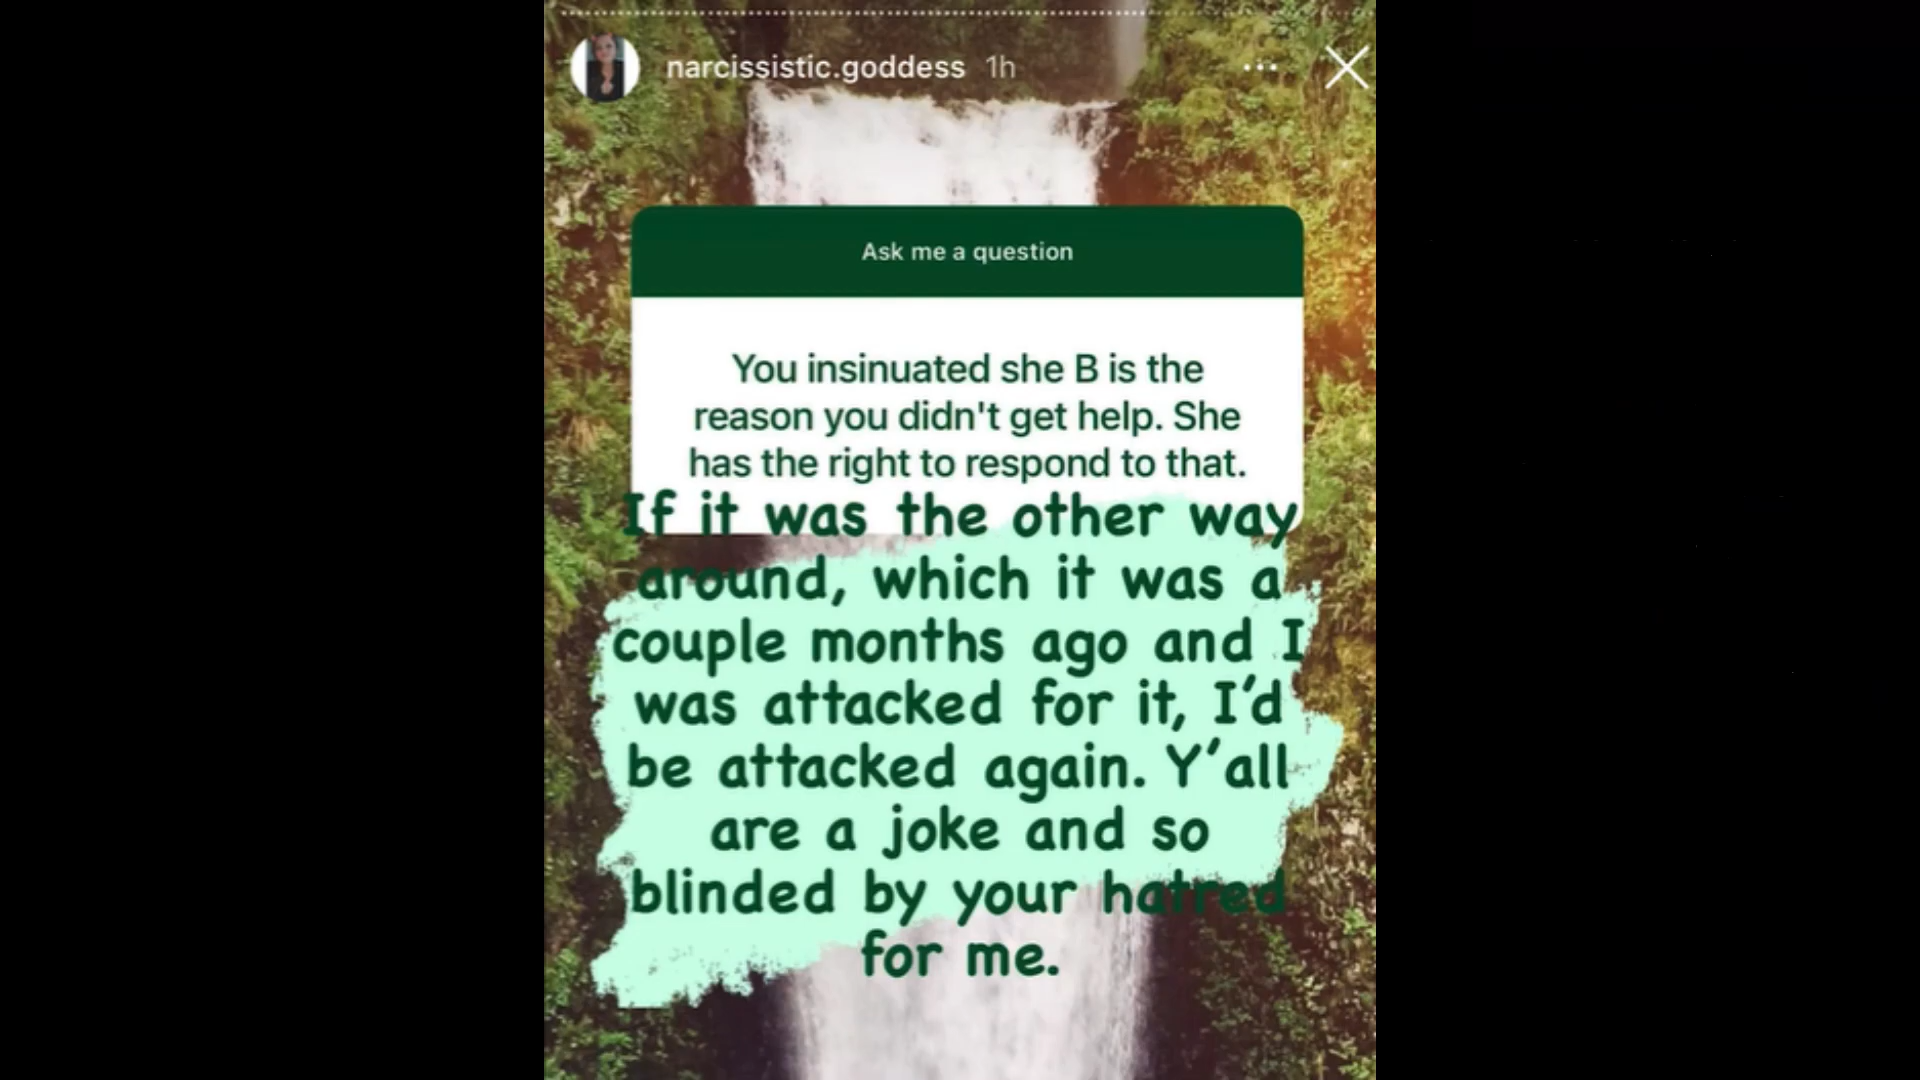 narcissistic.goddess 1h
Ask me a question
You insinuated she B is the
reason you didn't get help. She
has the right to respond to that.
If it was the other way
around, which it was a
couple months ago and I
was attacked for it, I'd
be attacked again. Y'all
are a joke and so
blinded by your hatred
for me.